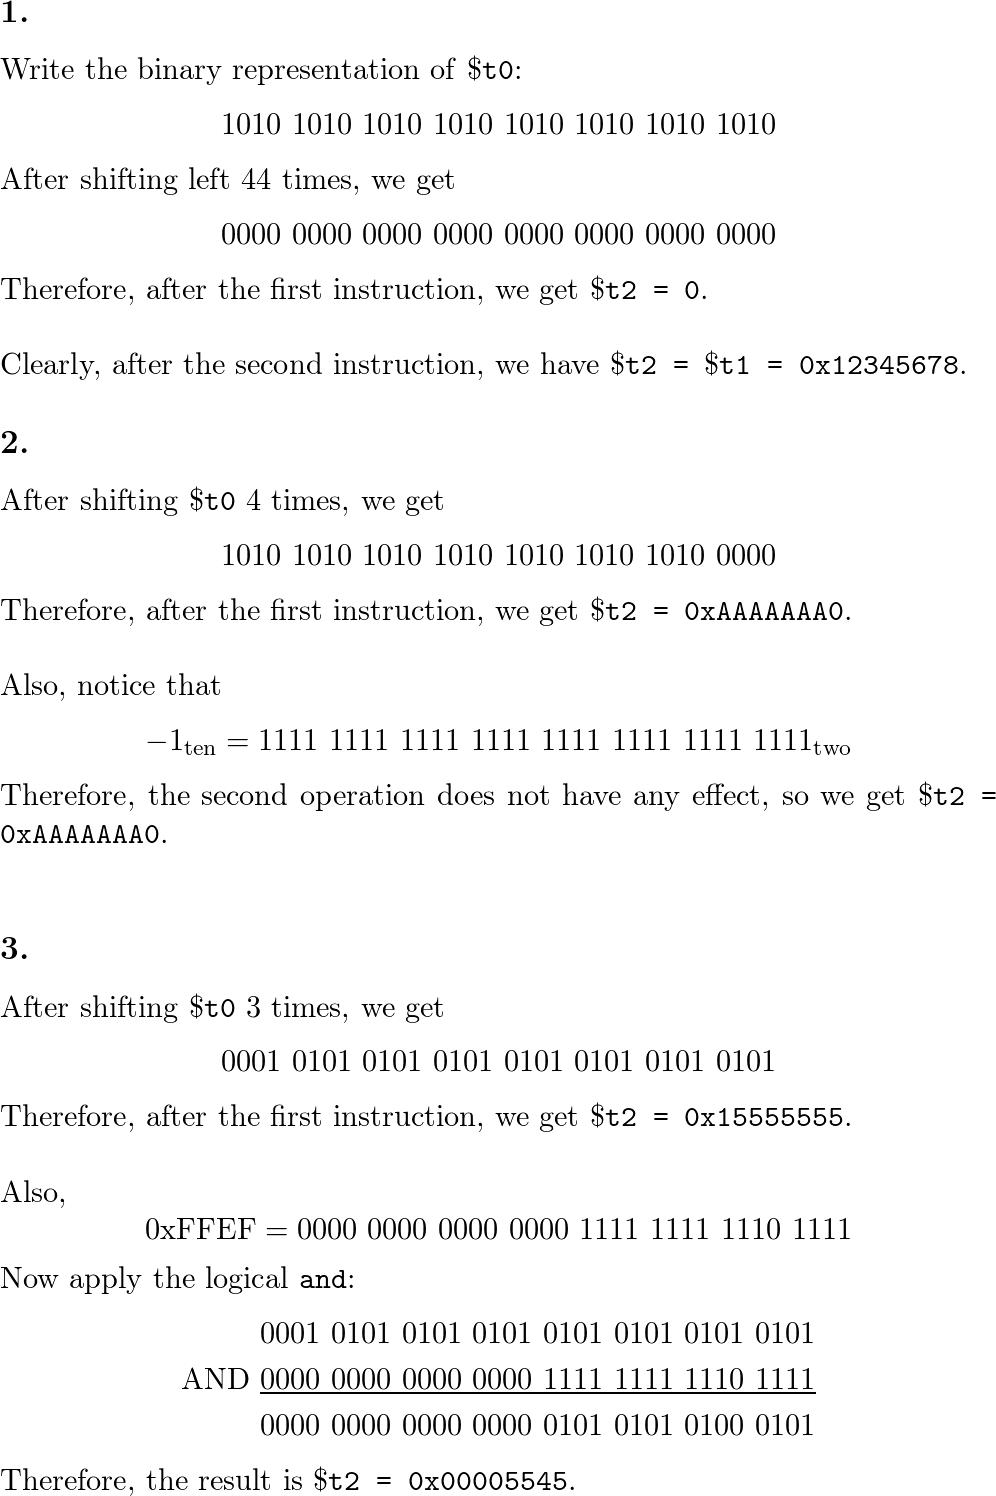 1.
Write the binary representation of $t0:
1010 1010 1010 1010 1010 1010 1010 1010
After shifting left 44 times, we get
0000 0000 0000 0000 0000 0000 0000 0000
Therefore, after the first instruction, we get $t2 = 0.
Clearly, after the second instruction, we have $t2 = $t1 = 0x12345678.
2.
After shifting $t0 4 times, we get
1010 1010 1010 1010 1010 1010 1010 0000
Therefore, after the first instruction, we get $t2 = 0xAAAAAAA0.
Also, notice that
−1ten = 1111 1111 1111 1111 1111 1111 1111 1111two
Therefore, the second operation does not have any effect, so we get $t2 =
0xAAAAAAA0.
3.
After shifting $t0 3 times, we get
0001 0101 0101 0101 0101 0101 0101 0101
Therefore, after the first instruction, we get $t2 = 0x15555555.
Also,
0xFFEF = 0000 0000 0000 0000 1111 1111 1110 1111
Now apply the logical and:
0001 0101 0101 0101 0101 0101 0101 0101
AND 0000 0000 0000 0000 1111 1111 1110 1111
0000 0000 0000 0000 0101 0101 0100 0101
Therefore, the result is $t2 = 0x00005545.